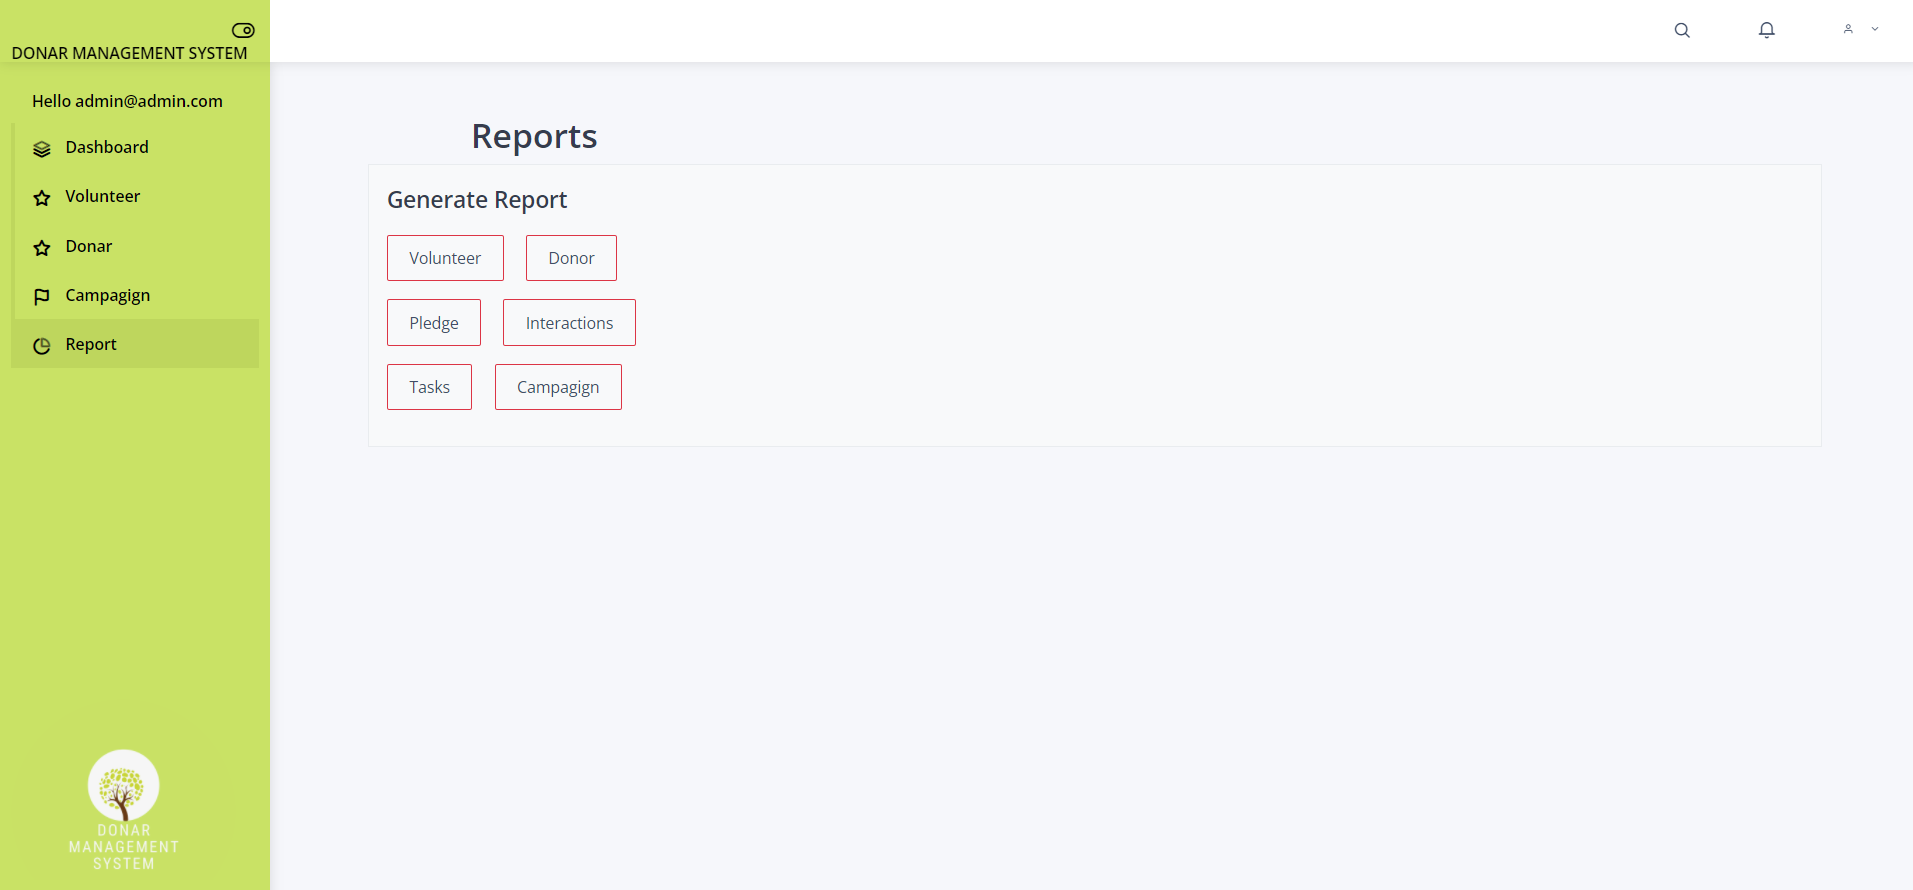 DONAR MANAGEMENT SYSTEM
Hello admin@admin.com
Dashboard
Volunteer
Donar
Campagign
Report
DONAR
MANAGEMENT
SYSTEM
Reports
Generate Report
Volunteer Donor
Pledge Interactions
Tasks Campagign